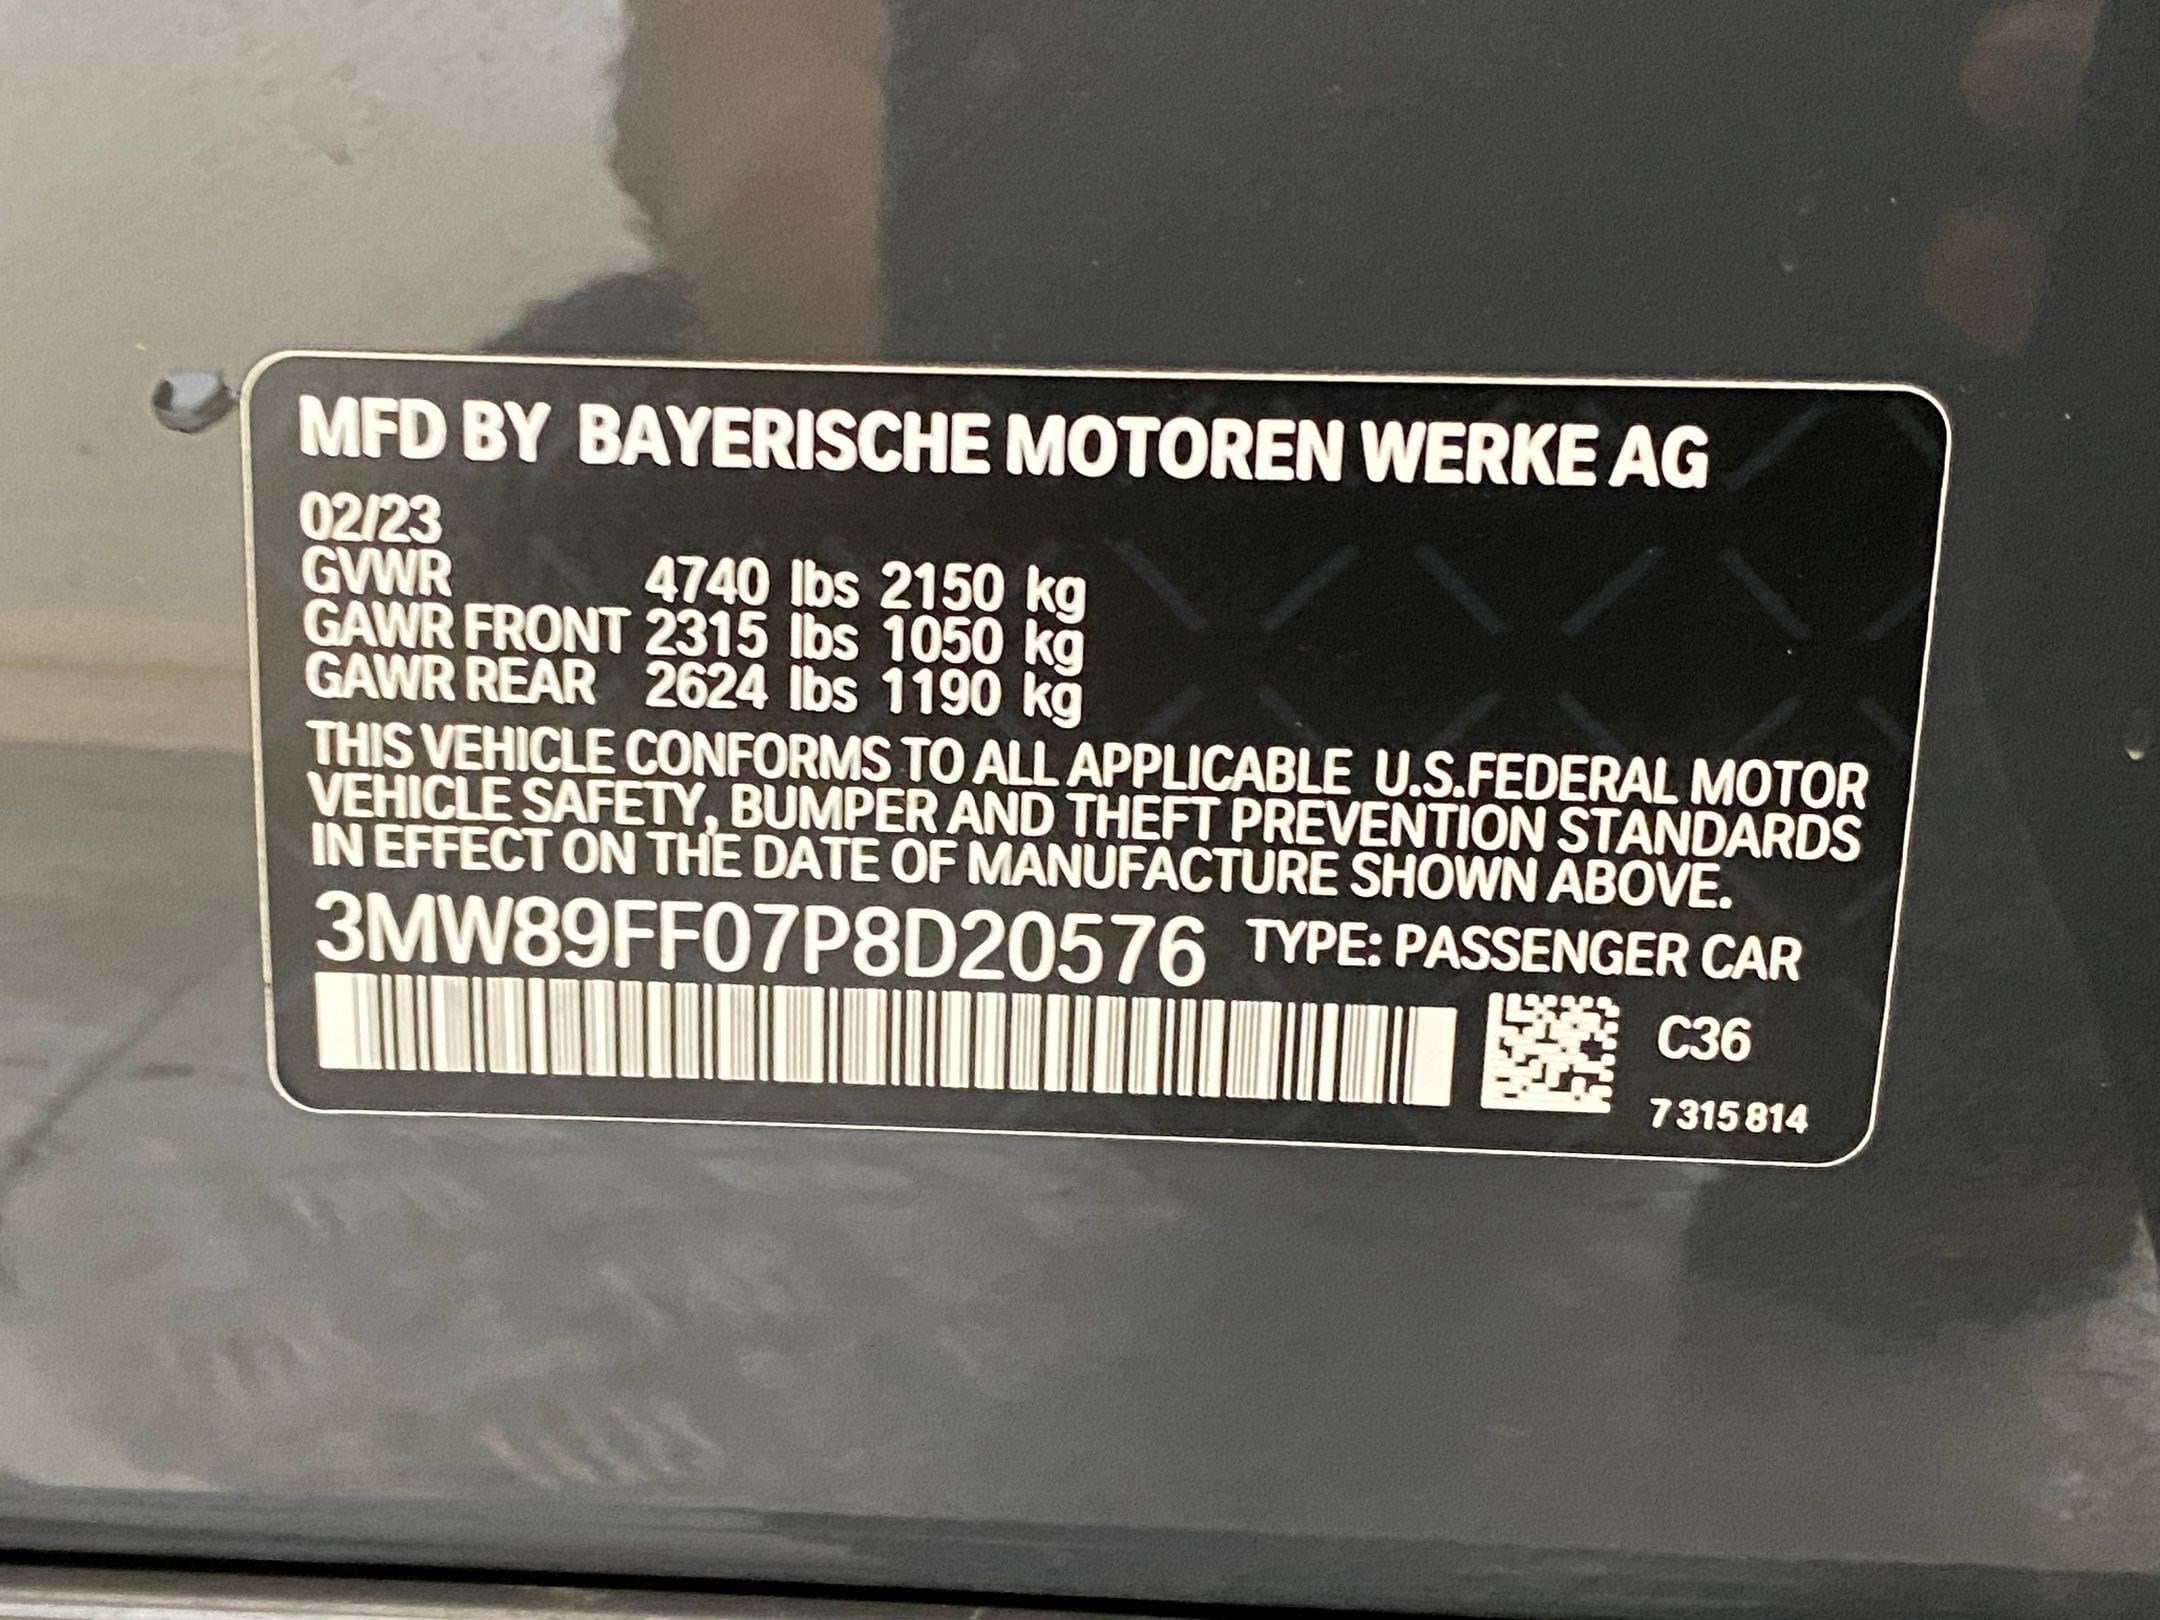 MFD BY BAYERISCHE MOTOREN WERKE AG
02/23
GVWR 4740 lbs 2150 kg
GAWR FRONT 2315 lbs 1050 kg
GAWR REAR 2624 lbs 1190 kg
THIS VEHICLE CONFORMS TO ALL APPLICABLE U.S.FEDERAL MOTOR
VEHICLE SAFETY, BUMPER AND THEFT PREVENTION STANDARDS
IN EFFECT ON THE DATE OF MANUFACTURE SHOWN ABOVE.
3MW89FF07P8D20576 TYPE: PASSENGER CAR
C36
7 315 814